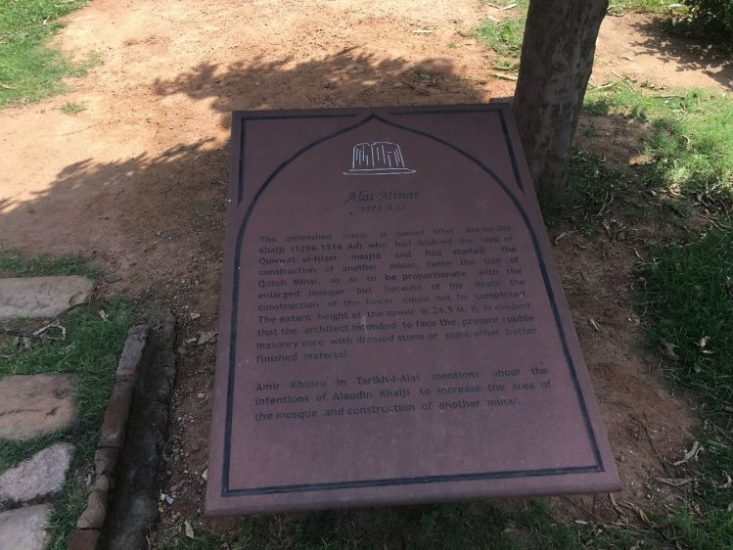 Alai Minar
1311 A.D.
The unfinished minar is named after Ala-ud-Din
Khalji (1296-1316 Ad) who had doubled the size of
Quwwat-ul-Islam masjid and had started the
construction of another minar, twice the size of
Qutub Minar, so as to be proportionate with the
enlarged mosque but because of his death the
construction of the tower could not be completed.
The extant height of the tower is 24.5 m. It is evident
that the architect intended to face the present rubble
masonry core with dressed stone or some other better
finished material.
Amir Khusru in Tarikh-i-Alai mentions about the
intentions of Alaudin Khalji to increase the area of
the mosque and construction of another minar.